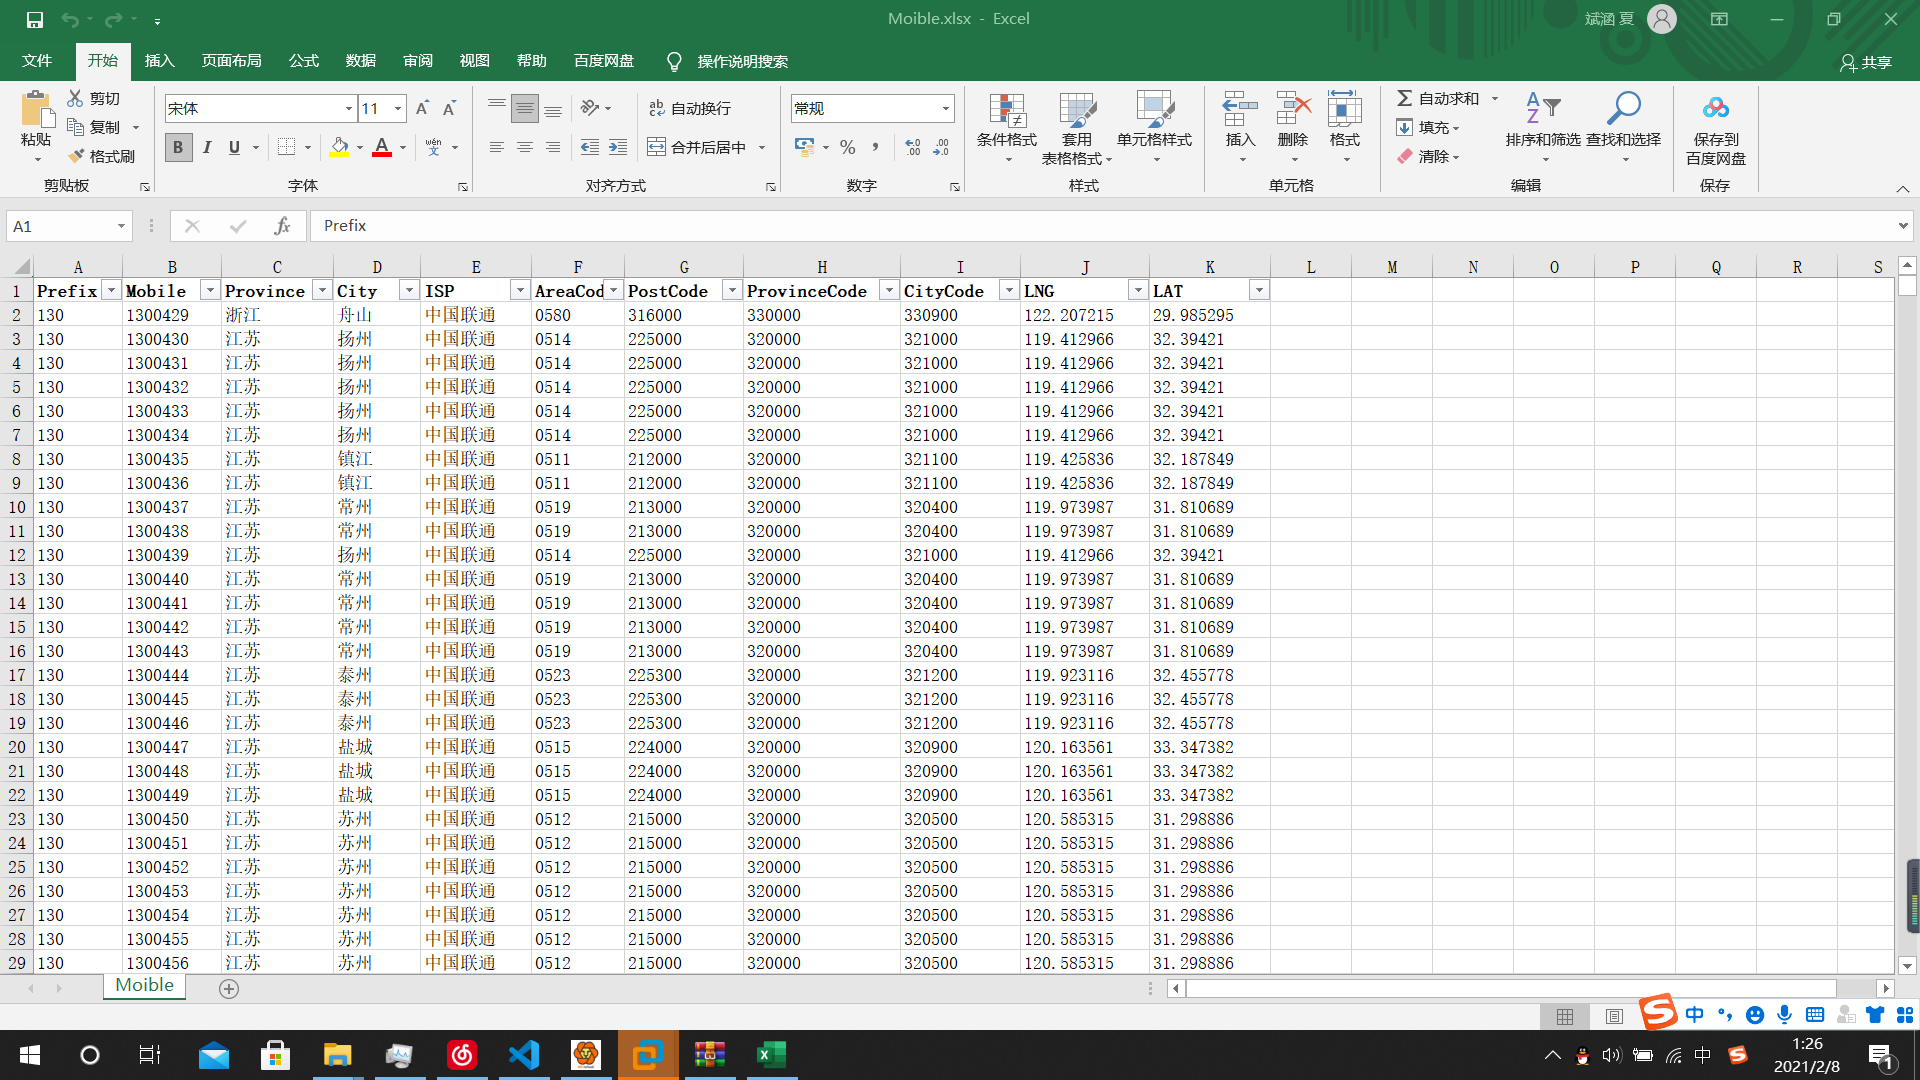 Moible.xlsx - Excel
斌涵 夏
文件 开始 插入 页面布局 公式 数据 审阅 视图 帮助 百度网盘 操作说明搜索 共享
粘贴 剪切 复制 格式刷 剪贴板
宋体 11 B I U A wén 文 字体
ab 自动换行 合并后居中 对齐方式
常规 % 数字
条件格式 套用 表格格式 单元格样式 样式
插入 删除 格式 单元格
自动求和 填充 清除 排序和筛选 查找和选择 编辑
保存到 百度网盘 保存
A1 fx Prefix
A B C D E F G H I J K L M N O P Q R S
1 Prefix Mobile Province City ISP AreaCod PostCode ProvinceCode CityCode LNG LAT
2 130 1300429 浙江 舟山 中国联通 0580 316000 330000 330900 122.207215 29.985295
3 130 1300430 江苏 扬州 中国联通 0514 225000 320000 321000 119.412966 32.39421
4 130 1300431 江苏 扬州 中国联通 0514 225000 320000 321000 119.412966 32.39421
5 130 1300432 江苏 扬州 中国联通 0514 225000 320000 321000 119.412966 32.39421
6 130 1300433 江苏 扬州 中国联通 0514 225000 320000 321000 119.412966 32.39421
7 130 1300434 江苏 扬州 中国联通 0514 225000 320000 321000 119.412966 32.39421
8 130 1300435 江苏 镇江 中国联通 0511 212000 320000 321100 119.425836 32.187849
9 130 1300436 江苏 镇江 中国联通 0511 212000 320000 321100 119.425836 32.187849
10 130 1300437 江苏 常州 中国联通 0519 213000 320000 320400 119.973987 31.810689
11 130 1300438 江苏 常州 中国联通 0519 213000 320000 320400 119.973987 31.810689
12 130 1300439 江苏 扬州 中国联通 0514 225000 320000 321000 119.412966 32.39421
13 130 1300440 江苏 常州 中国联通 0519 213000 320000 320400 119.973987 31.810689
14 130 1300441 江苏 常州 中国联通 0519 213000 320000 320400 119.973987 31.810689
15 130 1300442 江苏 常州 中国联通 0519 213000 320000 320400 119.973987 31.810689
16 130 1300443 江苏 常州 中国联通 0519 213000 320000 320400 119.973987 31.810689
17 130 1300444 江苏 泰州 中国联通 0523 225300 320000 321200 119.923116 32.455778
18 130 1300445 江苏 泰州 中国联通 0523 225300 320000 321200 119.923116 32.455778
19 130 1300446 江苏 泰州 中国联通 0523 225300 320000 321200 119.923116 32.455778
20 130 1300447 江苏 盐城 中国联通 0515 224000 320000 320900 120.163561 33.347382
21 130 1300448 江苏 盐城 中国联通 0515 224000 320000 320900 120.163561 33.347382
22 130 1300449 江苏 盐城 中国联通 0515 224000 320000 320900 120.163561 33.347382
23 130 1300450 江苏 苏州 中国联通 0512 215000 320000 320500 120.585315 31.298886
24 130 1300451 江苏 苏州 中国联通 0512 215000 320000 320500 120.585315 31.298886
25 130 1300452 江苏 苏州 中国联通 0512 215000 320000 320500 120.585315 31.298886
26 130 1300453 江苏 苏州 中国联通 0512 215000 320000 320500 120.585315 31.298886
27 130 1300454 江苏 苏州 中国联通 0512 215000 320000 320500 120.585315 31.298886
28 130 1300455 江苏 苏州 中国联通 0512 215000 320000 320500 120.585315 31.298886
29 130 1300456 江苏 苏州 中国联通 0512 215000 320000 320500 120.585315 31.298886
Moible
中
中 1:26
2021/2/8
1